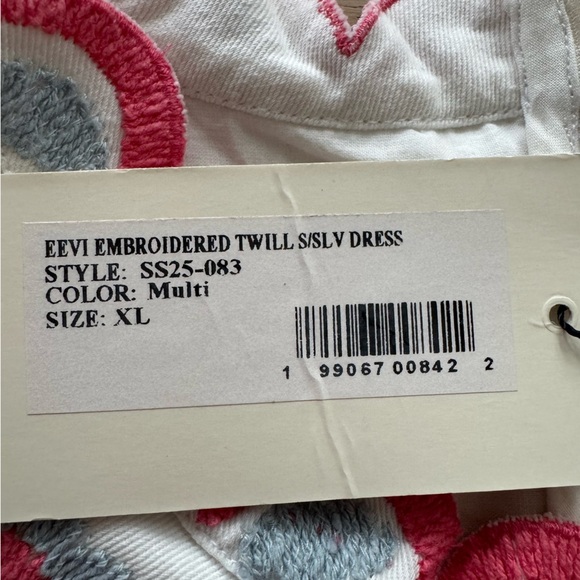 EEVI EMBROIDERED TWILL S/SLV DRESS
STYLE: SS25-083
COLOR: Multi
SIZE: XL
1 99067 00842 2